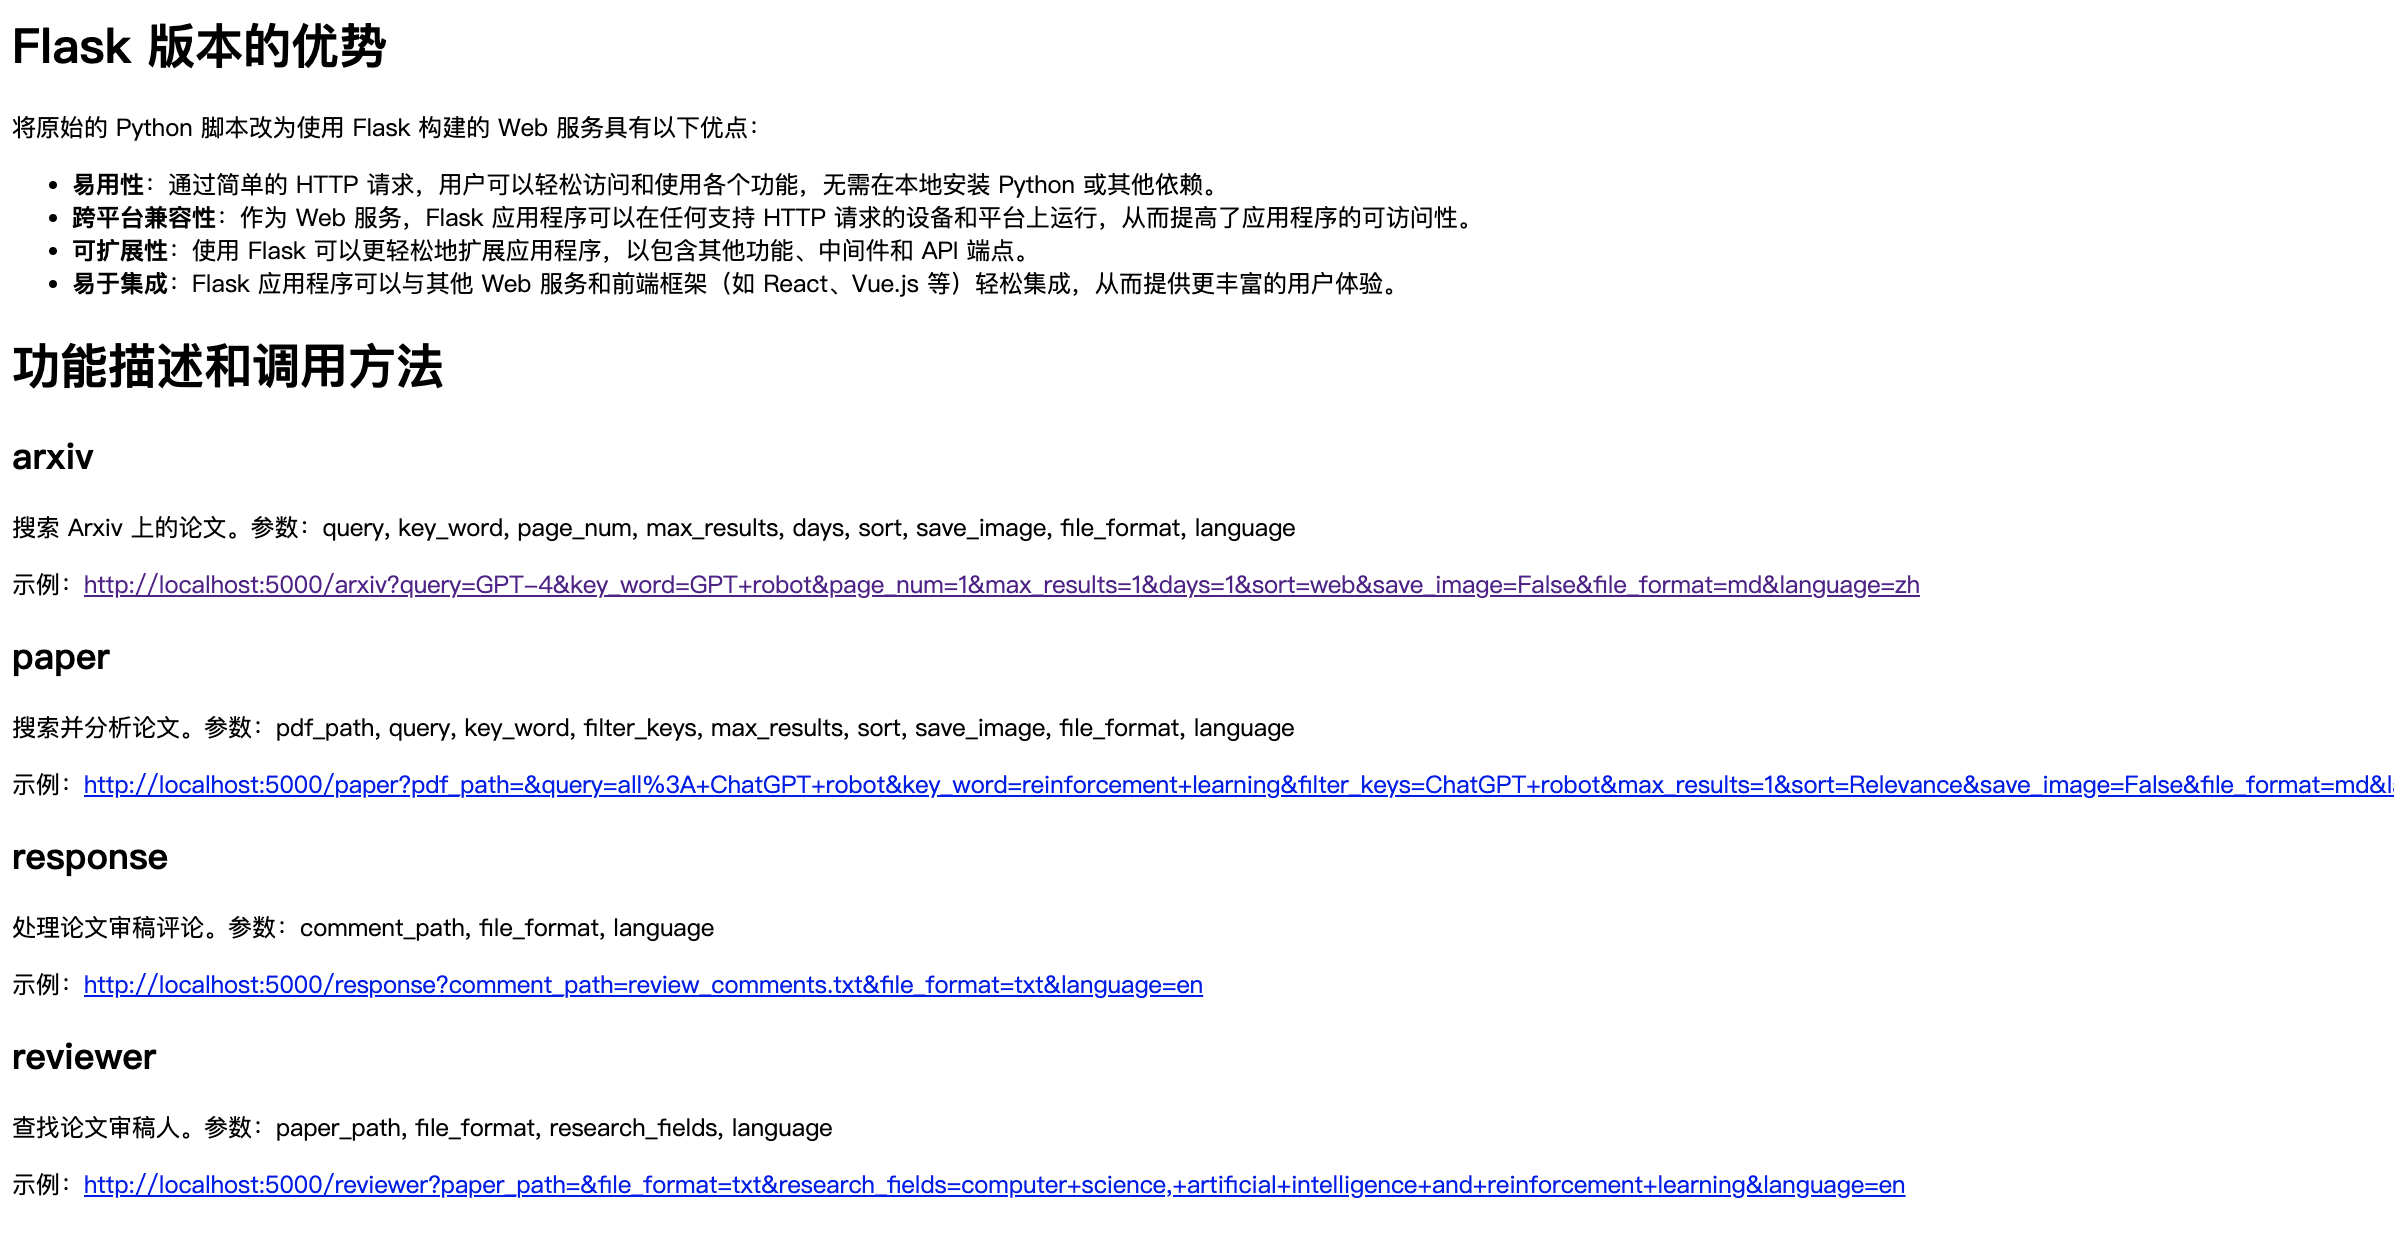 Flask 版本的优势
将原始的 Python 脚本改为使用 Flask 构建的 Web 服务具有以下优点：
• 易用性：通过简单的 HTTP 请求，用户可以轻松访问和使用各个功能，无需在本地安装 Python 或其他依赖。
• 跨平台兼容性：作为 Web 服务，Flask 应用程序可以在任何支持 HTTP 请求的设备和平台上运行，从而提高了应用程序的可访问性。
• 可扩展性：使用 Flask 可以更轻松地扩展应用程序，以包含其他功能、中间件和 API 端点。
• 易于集成：Flask 应用程序可以与其他 Web 服务和前端框架（如 React、Vue.js 等）轻松集成，从而提供更丰富的用户体验。
功能描述和调用方法
arxiv
搜索 Arxiv 上的论文。参数：query, key_word, page_num, max_results, days, sort, save_image, file_format, language
示例：http://localhost:5000/arxiv?query=GPT-4&key_word=GPT+robot&page_num=1&max_results=1&days=1&sort=web&save_image=False&file_format=md&language=zh
paper
搜索并分析论文。参数：pdf_path, query, key_word, filter_keys, max_results, sort, save_image, file_format, language
示例：http://localhost:5000/paper?pdf_path=&query=all%3A+ChatGPT+robot&key_word=reinforcement+learning&filter_keys=ChatGPT+robot&max_results=1&sort=Relevance&save_image=False&file_format=md&l
response
处理论文审稿评论。参数：comment_path, file_format, language
示例：http://localhost:5000/response?comment_path=review_comments.txt&file_format=txt&language=en
reviewer
查找论文审稿人。参数：paper_path, file_format, research_fields, language
示例：http://localhost:5000/reviewer?paper_path=&file_format=txt&research_fields=computer+science,+artificial+intelligence+and+reinforcement+learning&language=en